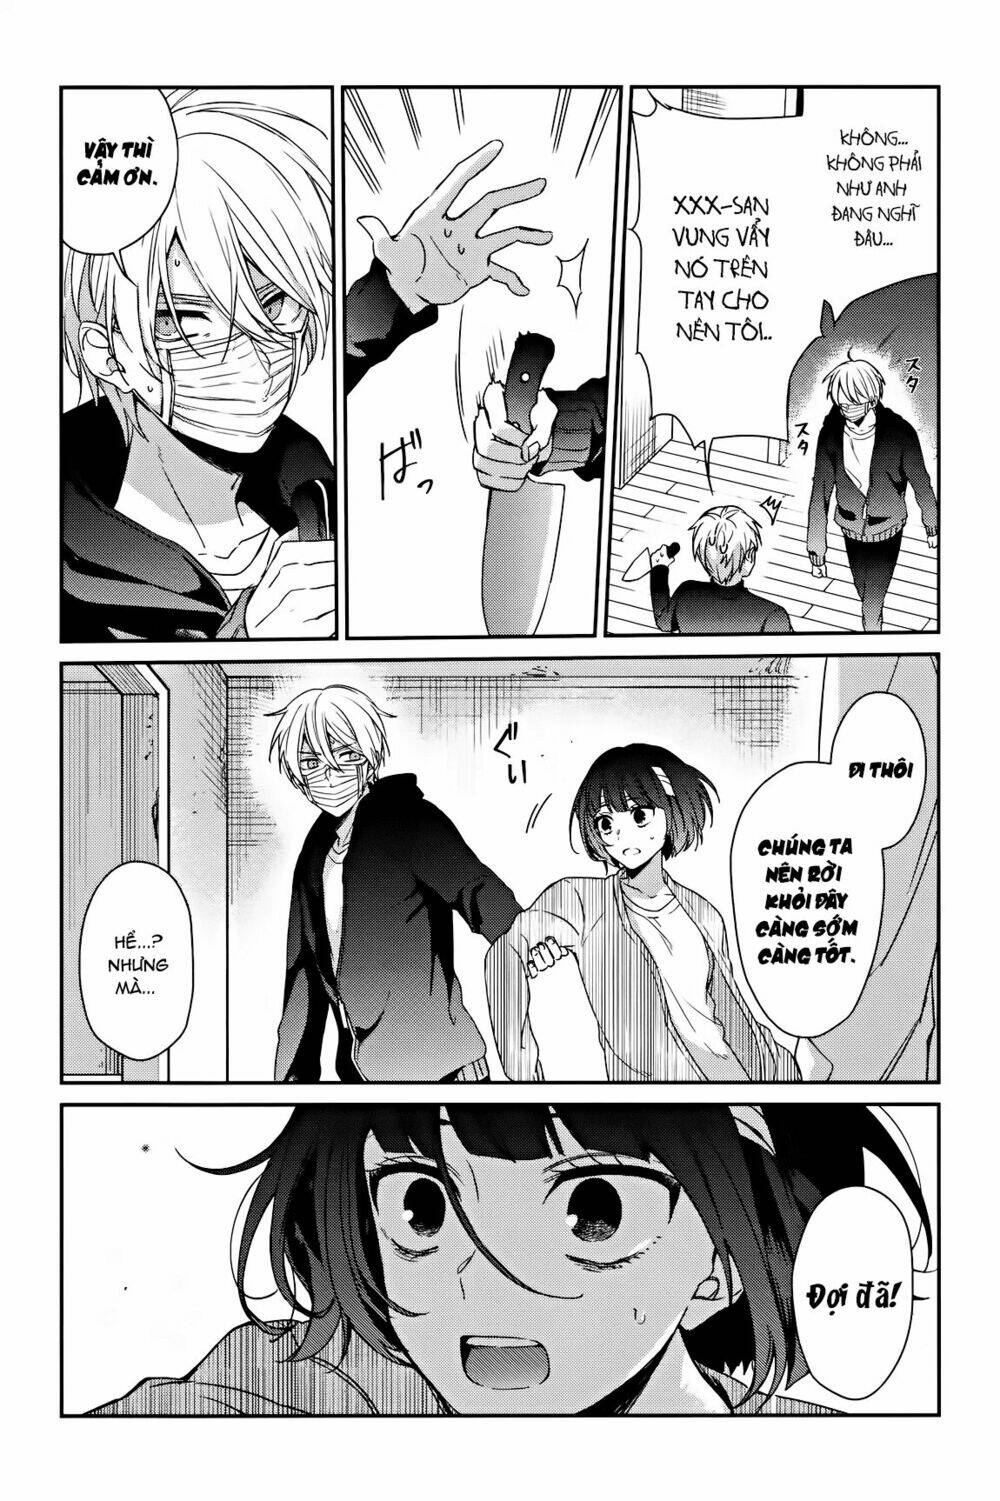 KHÔNG...
KHÔNG PHẢI
NHƯ ANH
ĐANG NGHĨ
ĐÂU...
XXX-SAN
VUNG VẨY
NÓ TRÊN
TAY CHO
NÊN TÔI..
スタ
スタ
ばっ
VẬY THÌ
CẢM ƠN.
ĐI THÔI
CHÚNG TA
NÊN RỜI
KHỎI ĐÂY
CÀNG SỚM
CÀNG TỐT.
ぐい
HỂ...?
NHƯNG
MÀ...
Đợi đã!